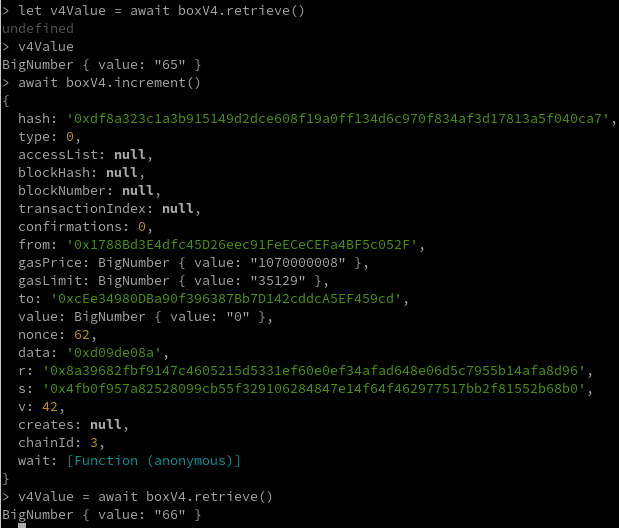 > let v4Value = await boxV4.retrieve()
undefined
> v4Value
BigNumber { value: "65" }
> await boxV4.increment()
{
  hash: '0xdf8a323c1a3b915149d2dce608f19a0ff134d6c970f834af3d17813a5f040ca7',
  type: 0,
  accessList: null,
  blockHash: null,
  blockNumber: null,
  transactionIndex: null,
  confirmations: 0,
  from: '0x1788Bd3E4dfc45D26eec91FeECeCEFa4BF5c052F',
  gasPrice: BigNumber { value: "1070000008" },
  gasLimit: BigNumber { value: "35129" },
  to: '0xcEe34980DBa90f396387Bb7D142cddcA5EF459cd',
  value: BigNumber { value: "0" },
  nonce: 62,
  data: '0xd09de08a',
  r: '0x8a39682fbf9147c4605215d5331ef60e0ef34afad648e06d5c7955b14afa8d96',
  s: '0x4fb0f957a82528099cb55f329106284847e14f64f462977517bb2f81552b68b0',
  v: 42,
  creates: null,
  chainId: 3,
  wait: [Function (anonymous)]
}
> v4Value = await boxV4.retrieve()
BigNumber { value: "66" }